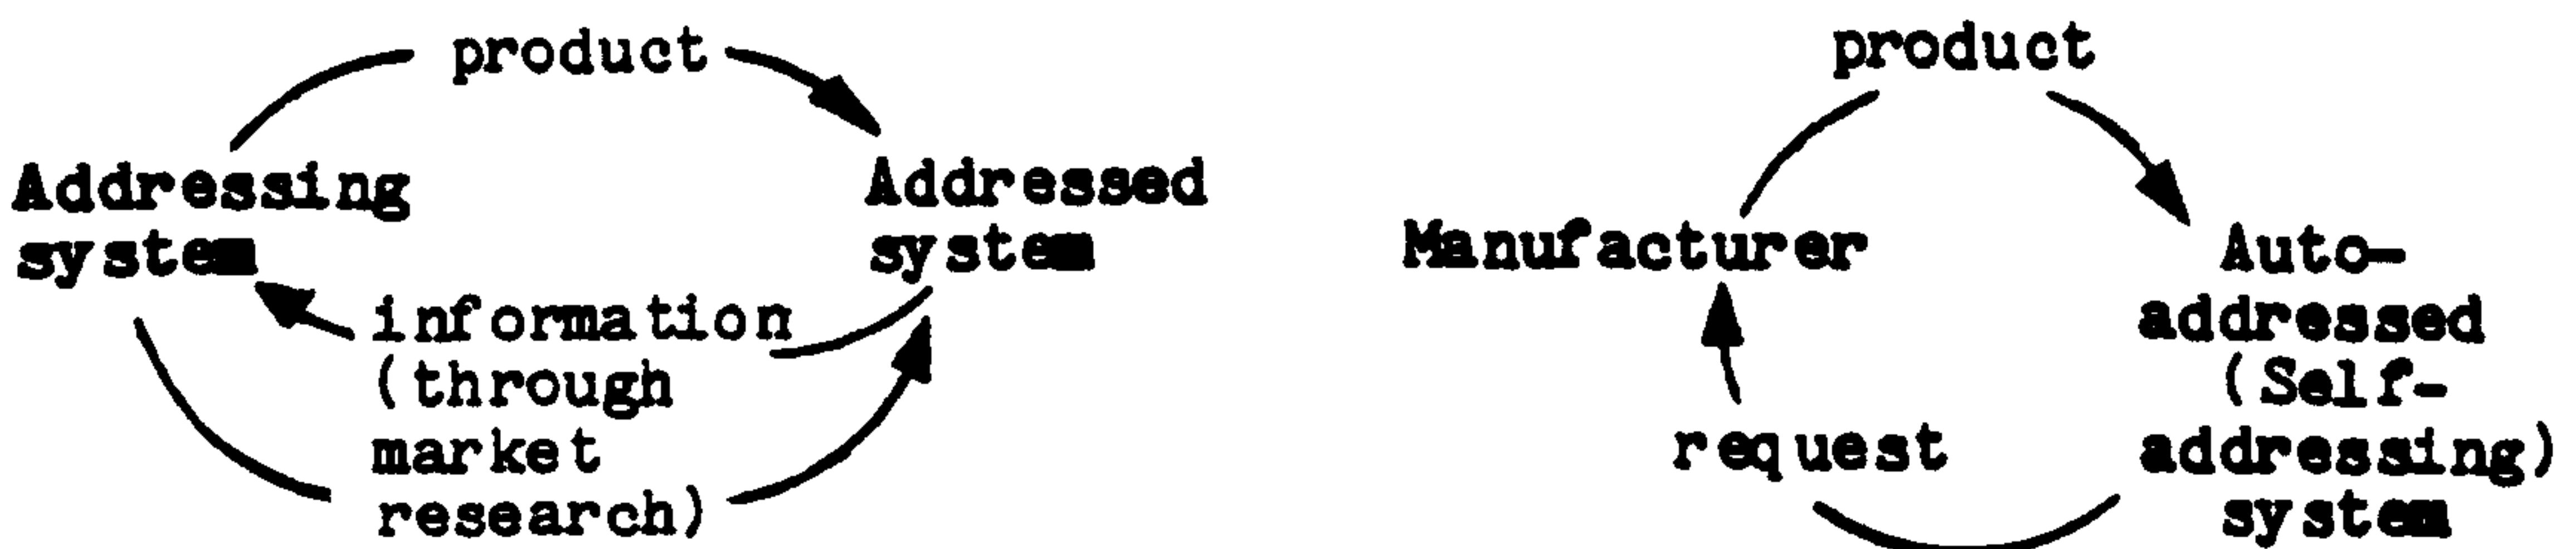 product
Addressing
system
Addressed
system
information
(through
market
research)
product
Manufacturer
Auto-
addressed
(Self-
addressing)
system
request